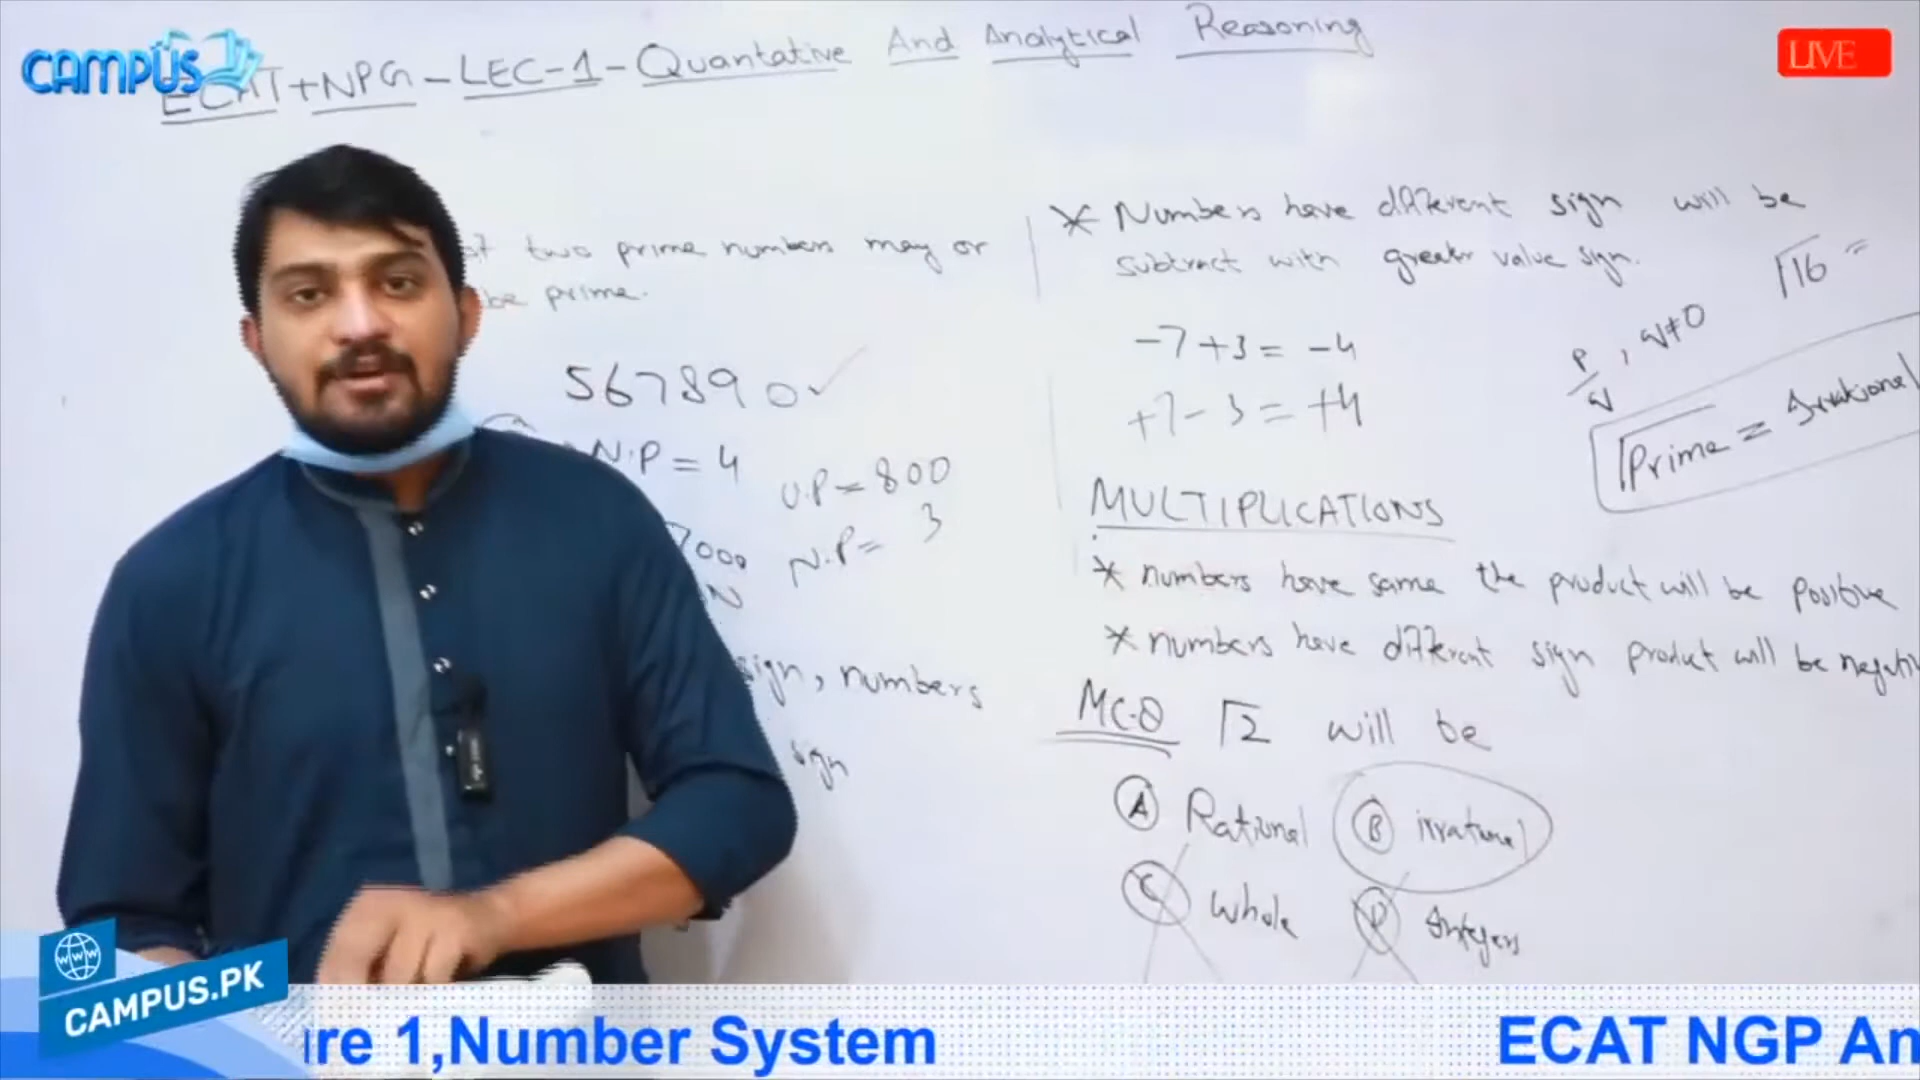 CAMPUS
LIVE
ECAT+NPG-LEC-1-Quantative And Analytical Reasoning
of two prime numbers may or
be prime.
567890
N.P = 4
U.P = 800
7000
N.P = 3
sign, numbers
sign
* Numbers have different sign will be
subtract with greater value sign.
√16 =
-7+3= -4
+7-3=+4
P/q, q≠0
√Prime = Irrational
MULTIPLICATIONS
* numbers have same the product will be positive
* numbers have different sign product will be negativ
MC.Q √2 will be
A Rational B irrational
C Whole D Integers
www
CAMPUS.PK
re 1,Number System
ECAT NGP An